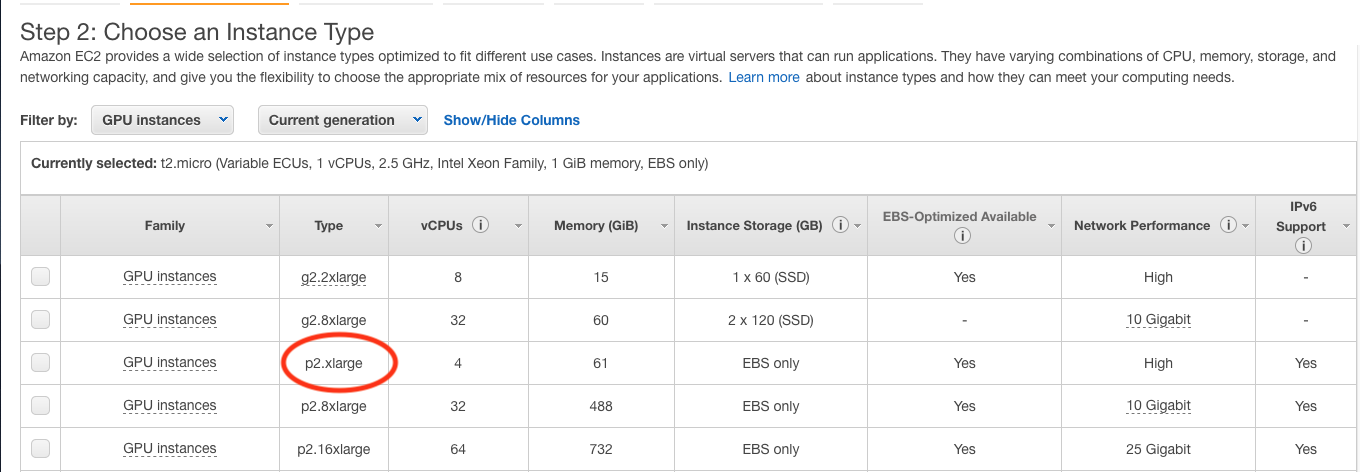 Step 2: Choose an Instance Type
Amazon EC2 provides a wide selection of instance types optimized to fit different use cases. Instances are virtual servers that can run applications. They have varying combinations of CPU, memory, storage, and
networking capacity, and give you the flexibility to choose the appropriate mix of resources for your applications. Learn more about instance types and how they can meet your computing needs.
Filter by: GPU instances Current generation Show/Hide Columns
Currently selected: t2.micro (Variable ECUs, 1 vCPUs, 2.5 GHz, Intel Xeon Family, 1 GiB memory, EBS only)
Family Type vCPUs i Memory (GiB) Instance Storage (GB) i EBS-Optimized Available i Network Performance i IPv6 Support i
GPU instances g2.2xlarge 8 15 1 x 60 (SSD) Yes High -
GPU instances g2.8xlarge 32 60 2 x 120 (SSD) - 10 Gigabit -
GPU instances p2.xlarge 4 61 EBS only Yes High Yes
GPU instances p2.8xlarge 32 488 EBS only Yes 10 Gigabit Yes
GPU instances p2.16xlarge 64 732 EBS only Yes 25 Gigabit Yes